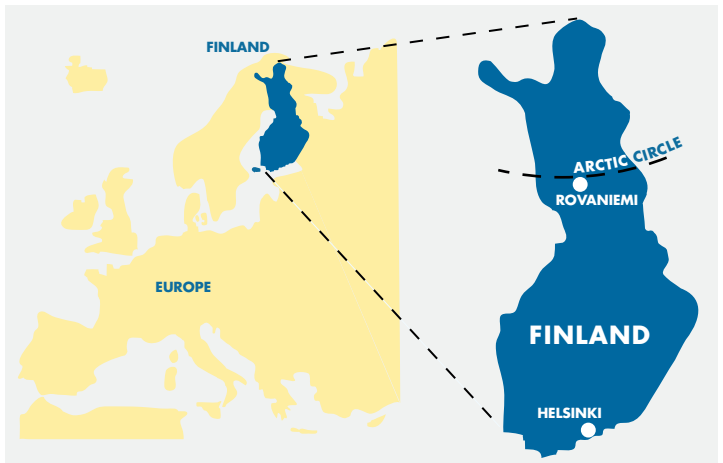 FINLAND
ARCTIC CIRCLE
ROVANIEMI
EUROPE
FINLAND
HELSINKI